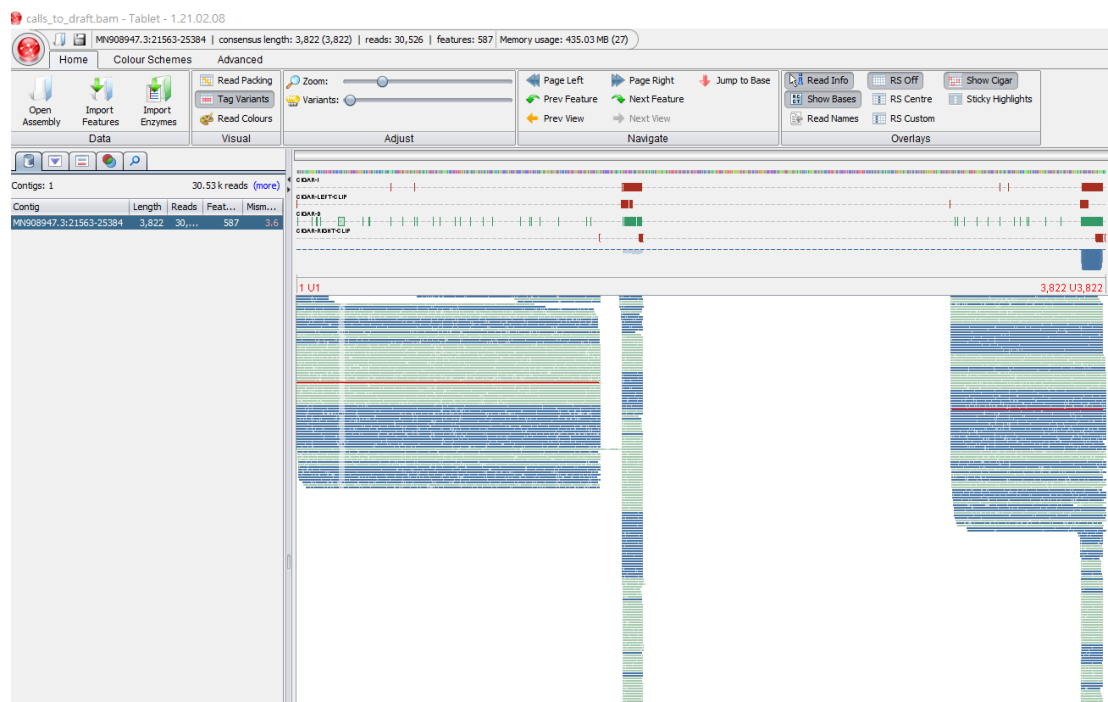 calls_to_draft.bam - Tablet - 1.21.02.08
MN908947.3:21563-25384 | consensus length: 3,822 (3,822) | reads: 30,526 | features: 587 | Memory usage: 435.03 MB (27)
Home Colour Schemes Advanced
Open Assembly
Import Features
Import Enzymes
Data
Read Packing
Tag Variants
Read Colours
Visual
Zoom:
Variants:
Adjust
Page Left Page Right Jump to Base
Prev Feature Next Feature
Prev View Next View
Navigate
Read Info RS Off Show Cigar
Show Bases RS Centre Sticky Highlights
Read Names RS Custom
Overlays
Contigs: 1 30.53 k reads (more)
Contig Length Reads Feat... Mism...
MN908947.3:21563-25384 3,822 30,... 587 3.6
CIGAR-I
CIGAR-LEFT-CLIP
CIGAR-D
CIGAR-RIGHT-CLIP
1 U1 3,822 U3,822